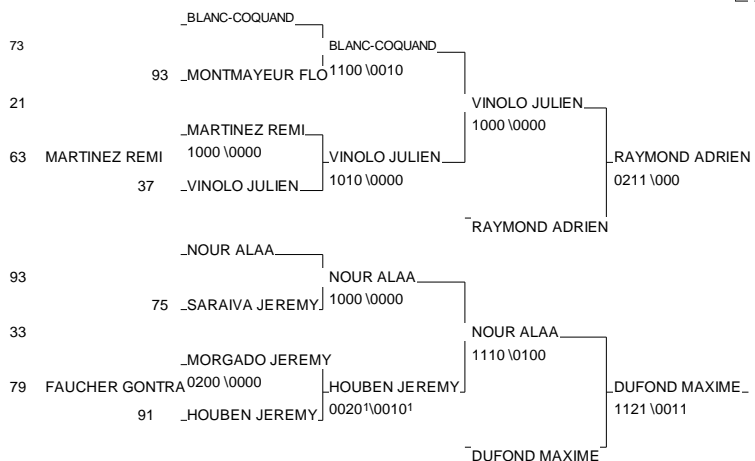 BLANC-COQUAND
73 BLANC-COQUAND
93 MONTMAYEUR FLO 1100 \0010
21 VINOLO JULIEN
MARTINEZ REMI 1000 \0000
63 MARTINEZ REMI 1000 \0000 VINOLO JULIEN RAYMOND ADRIEN
37 VINOLO JULIEN 1010 \0000 0211 \000
RAYMOND ADRIEN
NOUR ALAA
93 NOUR ALAA
75 SARAIVA JEREMY 1000 \0000
33 NOUR ALAA
MORGADO JEREMY 1110 \0100
79 FAUCHER GONTRA 0200 \0000 HOUBEN JEREMY DUFOND MAXIME
91 HOUBEN JEREMY 0020¹\0010¹ 1121 \0011
DUFOND MAXIME